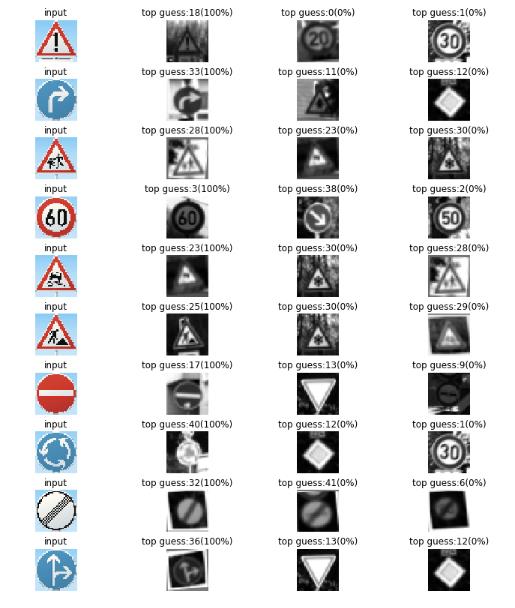 input top guess:18(100%) top guess:0(0%) top guess:1(0%)
! ! 20 30
input top guess:33(100%) top guess:11(0%) top guess:12(0%)
input top guess:28(100%) top guess:23(0%) top guess:30(0%)
input top guess:3(100%) top guess:38(0%) top guess:2(0%)
60 60 50
input top guess:23(100%) top guess:30(0%) top guess:28(0%)
input top guess:25(100%) top guess:30(0%) top guess:29(0%)
input top guess:17(100%) top guess:13(0%) top guess:9(0%)
input top guess:40(100%) top guess:12(0%) top guess:1(0%)
30
input top guess:32(100%) top guess:41(0%) top guess:6(0%)
input top guess:36(100%) top guess:13(0%) top guess:12(0%)